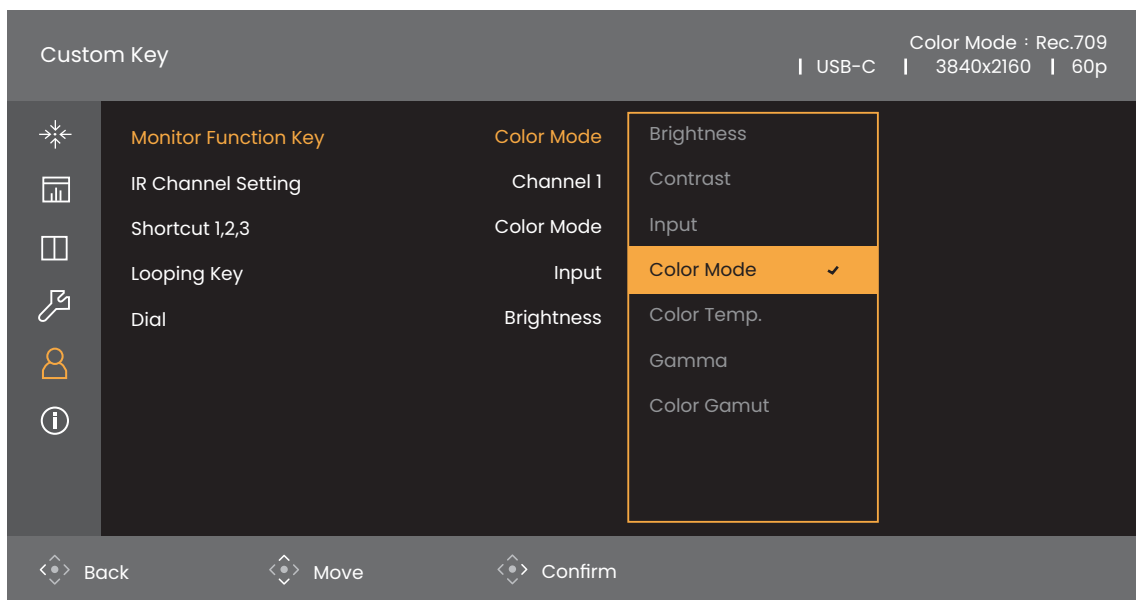 Custom Key
Color Mode : Rec.709
| USB-C | 3840x2160 | 60p
Monitor Function Key Color Mode
IR Channel Setting Channel 1
Shortcut 1,2,3 Color Mode
Looping Key Input
Dial Brightness
Brightness
Contrast
Input
Color Mode ✓
Color Temp.
Gamma
Color Gamut
Back Move Confirm